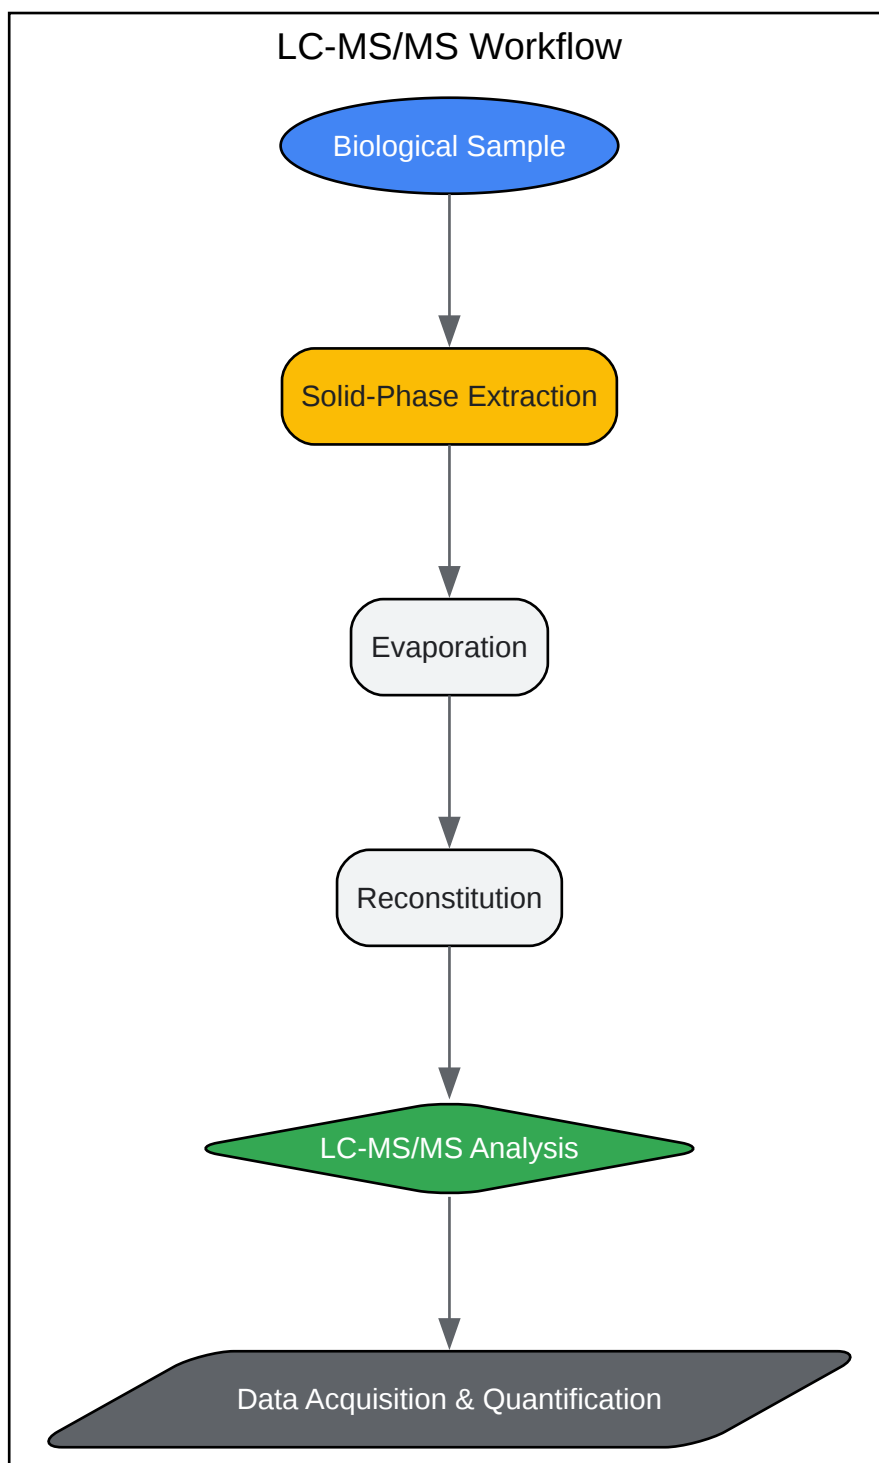 LC-MS/MS Workflow
Biological Sample
Solid-Phase Extraction
Evaporation
Reconstitution
LC-MS/MS Analysis
Data Acquisition & Quantification